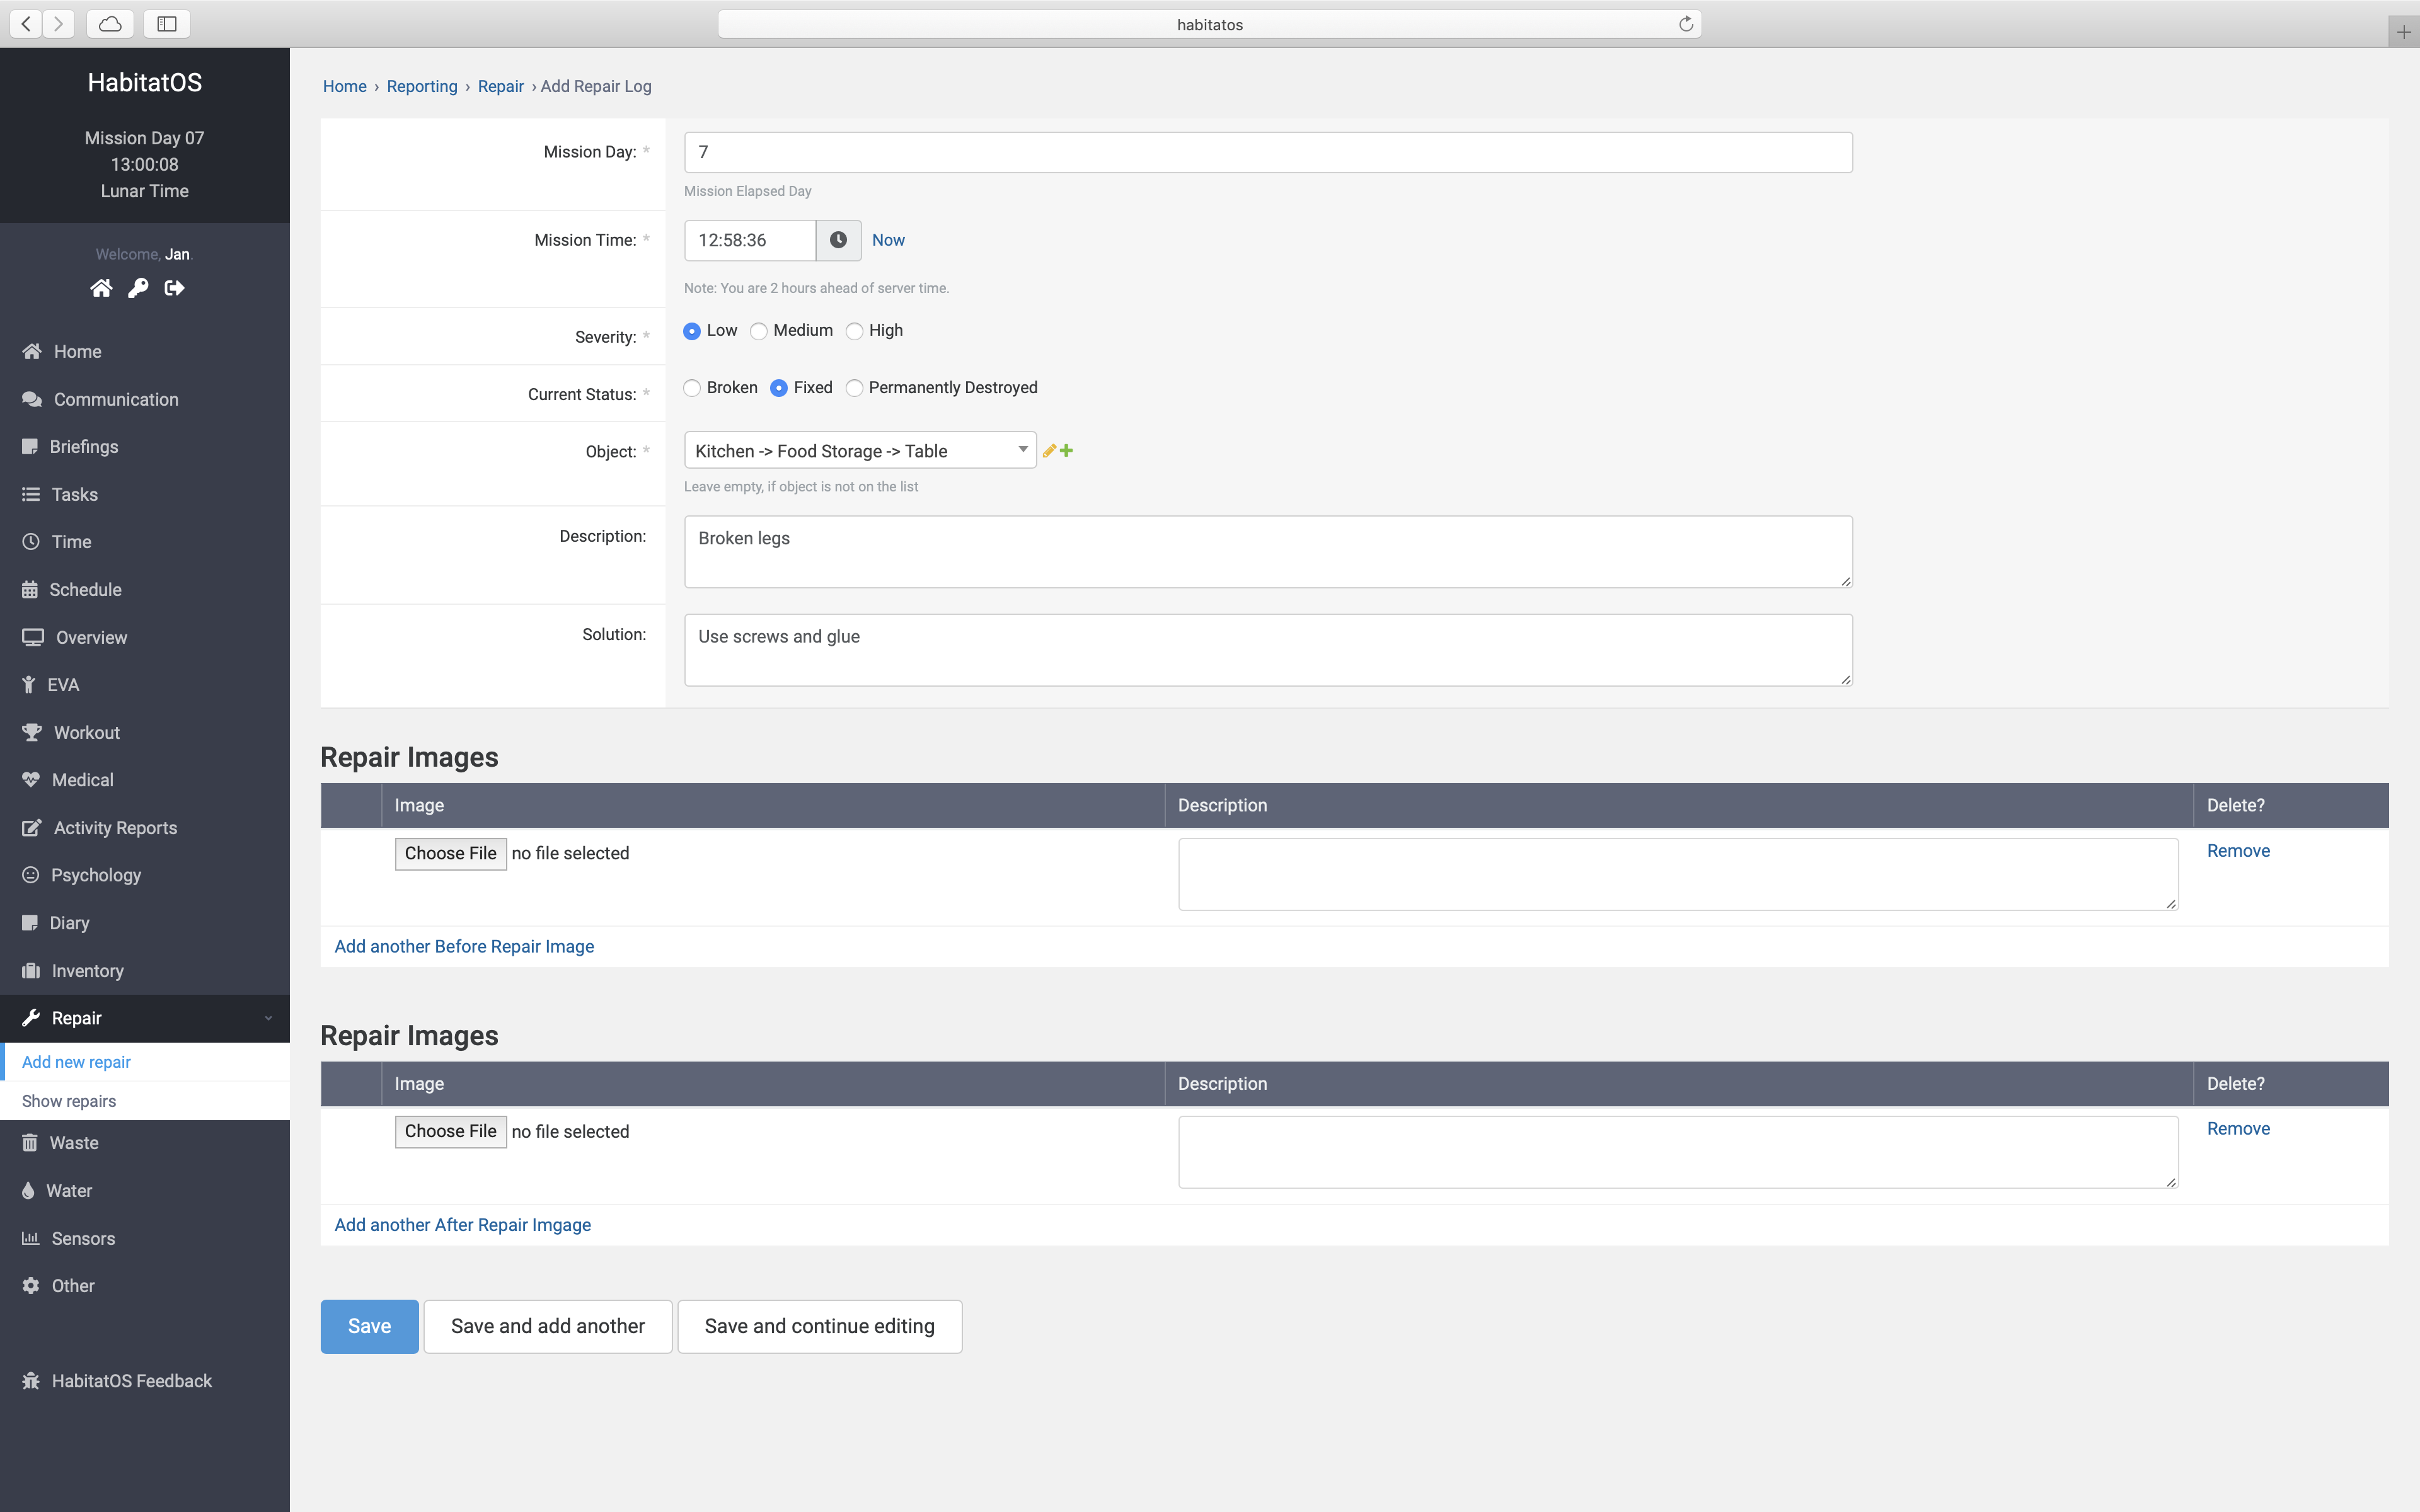 habitatos
HabitatOS
Mission Day 07
13:00:08
Lunar Time
Welcome, Jan.
Home
Communication
Briefings
Tasks
Time
Schedule
Overview
EVA
Workout
Medical
Activity Reports
Psychology
Diary
Inventory
Repair
Add new repair
Show repairs
Waste
Water
Sensors
Other
HabitatOS Feedback
Home › Reporting › Repair › Add Repair Log
Mission Day: *
7
Mission Elapsed Day
Mission Time: *
12:58:36 Now
Note: You are 2 hours ahead of server time.
Severity: *
Low Medium High
Current Status: *
Broken Fixed Permanently Destroyed
Object: *
Kitchen -> Food Storage -> Table
Leave empty, if object is not on the list
Description:
Broken legs
Solution:
Use screws and glue
Repair Images
Image Description Delete?
Choose File no file selected Remove
Add another Before Repair Image
Repair Images
Image Description Delete?
Choose File no file selected Remove
Add another After Repair Imgage
Save Save and add another Save and continue editing